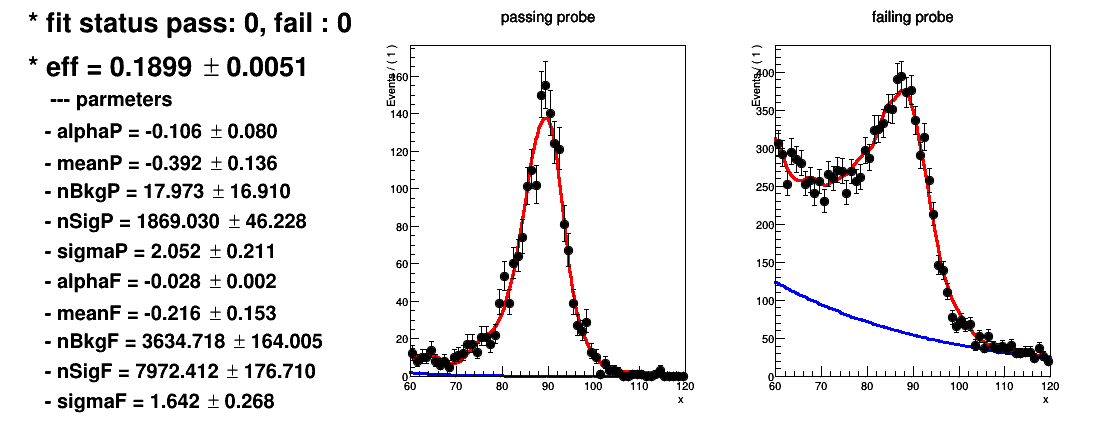 * fit status pass: 0, fail : 0
* eff = 0.1899 ± 0.0051
--- parmeters
- alphaP = -0.106 ± 0.080
- meanP = -0.392 ± 0.136
- nBkgP = 17.973 ± 16.910
- nSigP = 1869.030 ± 46.228
- sigmaP = 2.052 ± 0.211
- alphaF = -0.028 ± 0.002
- meanF = -0.216 ± 0.153
- nBkgF = 3634.718 ± 164.005
- nSigF = 7972.412 ± 176.710
- sigmaF = 1.642 ± 0.268
passing probe
Events / ( 1 )
160
140
120
100
80
60
40
20
0
60 70 80 90 100 110 120
x
failing probe
Events / ( 1 )
400
350
300
250
200
150
100
50
0
60 70 80 90 100 110 120
x